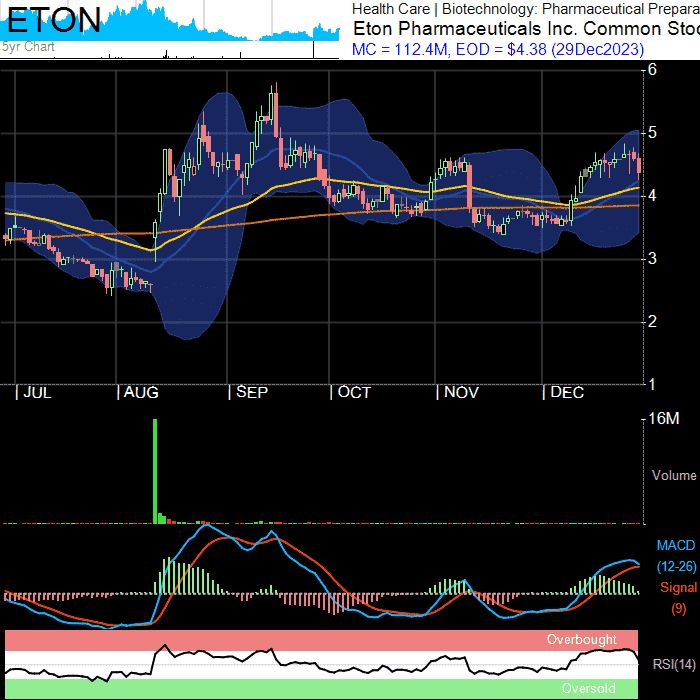 ETON
5yr Chart
Health Care | Biotechnology: Pharmaceutical Prepara
Eton Pharmaceuticals Inc. Common Stoc
MC = 112.4M, EOD = $4.38 (29Dec2023)
6
5
4
3
2
1
JUL AUG SEP OCT NOV DEC
16M
Volume
MACD
(12-26)
Signal
(9)
Overbought
RSI(14)
Oversold